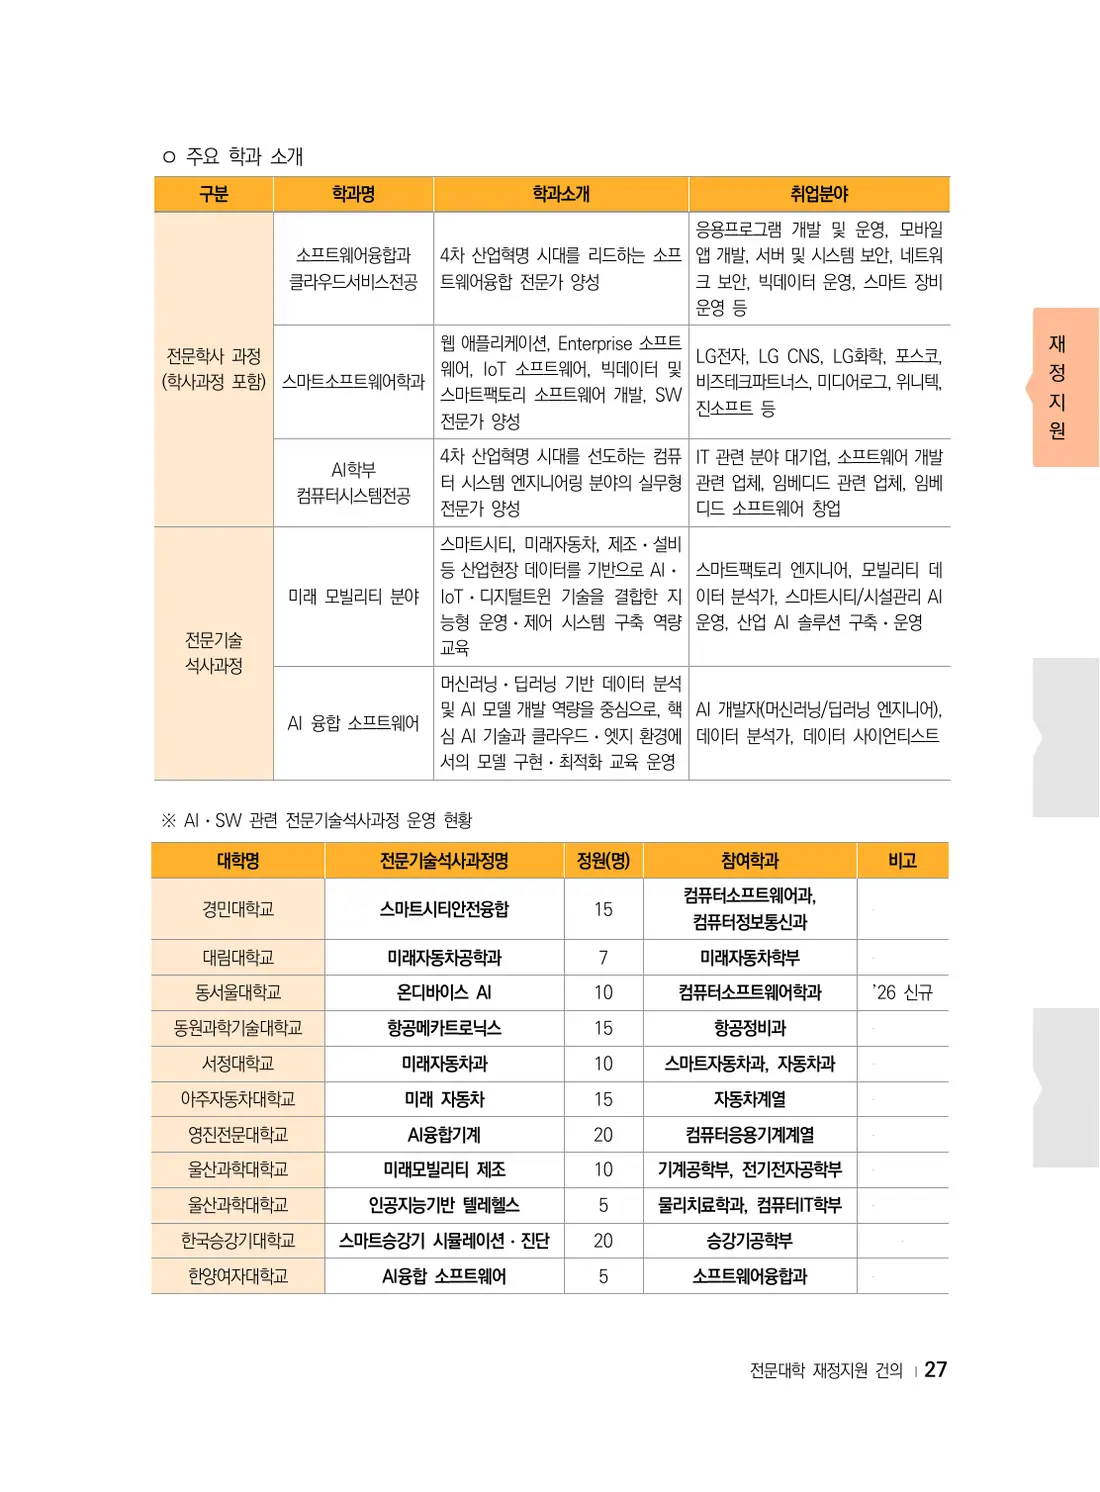 ○ 주요 학과 소개
구분 학과명 학과소개 취업분야
전문학사 과정
(학사과정 포함)
소프트웨어융합과
클라우드서비스전공
4차 산업혁명 시대를 리드하는 소프
트웨어융합 전문가 양성
응용프로그램 개발 및 운영, 모바일
앱 개발, 서버 및 시스템 보안, 네트워
크 보안, 빅데이터 운영, 스마트 장비
운영 등
스마트소프트웨어학과
웹 애플리케이션, Enterprise 소프트
웨어, IoT 소프트웨어, 빅데이터 및
스마트팩토리 소프트웨어 개발, SW
전문가 양성
LG전자, LG CNS, LG화학, 포스코,
비즈테크파트너스, 미디어로그, 위니텍,
진소프트 등
AI학부
컴퓨터시스템전공
4차 산업혁명 시대를 선도하는 컴퓨
터 시스템 엔지니어링 분야의 실무형
전문가 양성
IT 관련 분야 대기업, 소프트웨어 개발
관련 업체, 임베디드 관련 업체, 임베
디드 소프트웨어 창업
전문기술
석사과정
미래 모빌리티 분야
스마트시티, 미래자동차, 제조·설비
등 산업현장 데이터를 기반으로 AI·
IoT·디지털트윈 기술을 결합한 지
능형 운영·제어 시스템 구축 역량
교육
스마트팩토리 엔지니어, 모빌리티 데
이터 분석가, 스마트시티/시설관리 AI
운영, 산업 AI 솔루션 구축·운영
AI 융합 소프트웨어
머신러닝·딥러닝 기반 데이터 분석
및 AI 모델 개발 역량을 중심으로, 핵
심 AI 기술과 클라우드·엣지 환경에
서의 모델 구현·최적화 교육 운영
AI 개발자(머신러닝/딥러닝 엔지니어),
데이터 분석가, 데이터 사이언티스트
※ AI·SW 관련 전문기술석사과정 운영 현황
대학명 전문기술석사과정명 정원(명) 참여학과 비고
경민대학교 스마트시티안전융합 15 컴퓨터소프트웨어과,
컴퓨터정보통신과 -
대림대학교 미래자동차공학과 7 미래자동차학부 -
동서울대학교 온디바이스 AI 10 컴퓨터소프트웨어학과 '26 신규
동원과학기술대학교 항공메카트로닉스 15 항공정비과 -
서정대학교 미래자동차과 10 스마트자동차과, 자동차과 -
아주자동차대학교 미래 자동차 15 자동차계열 -
영진전문대학교 AI융합기계 20 컴퓨터응용기계계열 -
울산과학대학교 미래모빌리티 제조 10 기계공학부, 전기전자공학부 -
울산과학대학교 인공지능기반 텔레헬스 5 물리치료학과, 컴퓨터IT학부 -
한국승강기대학교 스마트승강기 시뮬레이션·진단 20 승강기공학부 -
한양여자대학교 AI융합 소프트웨어 5 소프트웨어융합과 -
재
정
지
원
전문대학 재정지원 건의 | 27